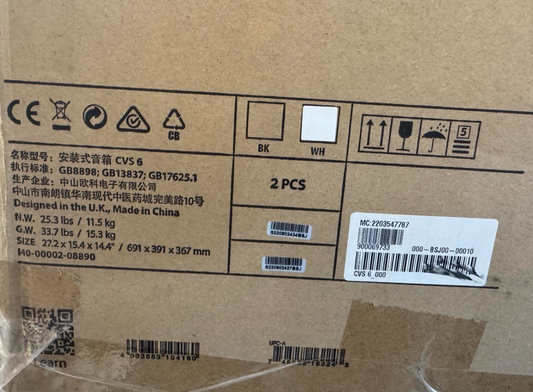 CE
CB
BK
WH
5
名称型号：安装式音箱 CVS 6
执行标准：GB8898; GB13837; GB17625.1
生产企业：中山欧科电子有限公司
中山市南朗镇华南现代中医药城完美路10号
Designed in the U.K., Made in China
N.W. 25.3 lbs / 11.5 kg
G.W. 33.7 lbs / 15.3 kg
SIZE 27.2 x 15.4 x 14.4" / 691 x 391 x 367 mm
I40-00002-08890
2 PCS
MC:2203547787
900069733 000-BSJ00-00010
CVS 6_000
UPC-A